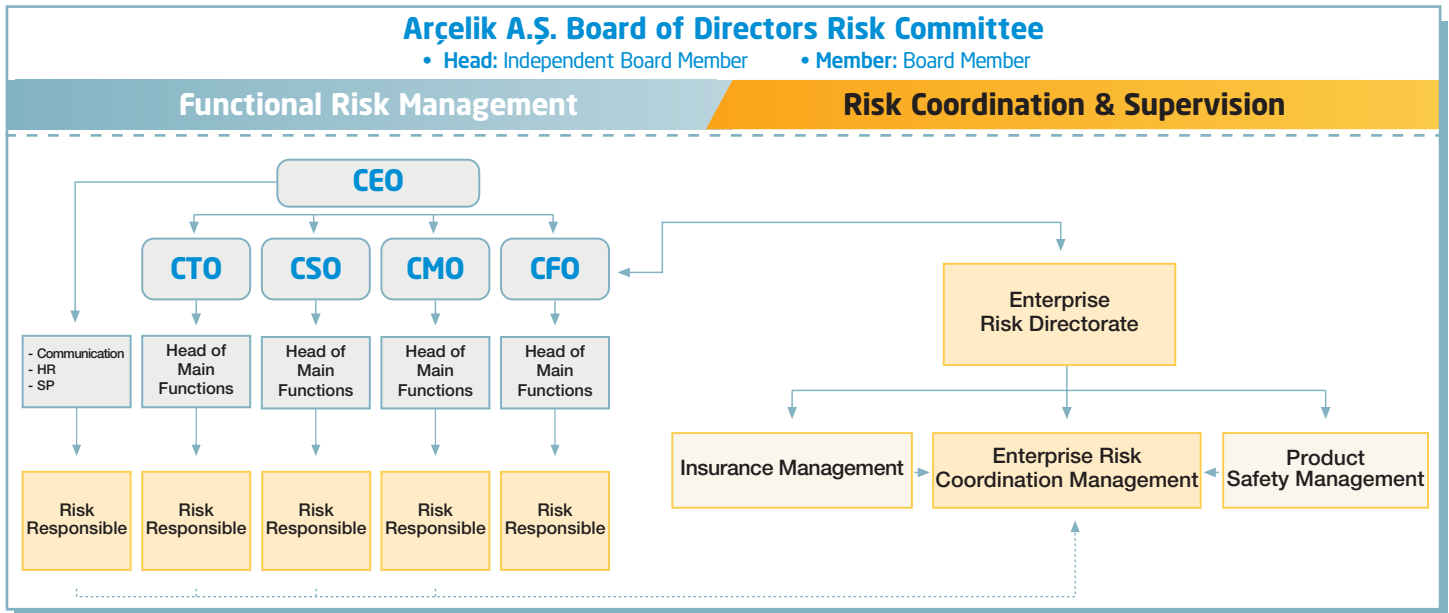 Arçelik A.Ş. Board of Directors Risk Committee
• Head: Independent Board Member • Member: Board Member
Functional Risk Management
Risk Coordination & Supervision
CEO
CTO
CSO
CMO
CFO
- Communication
- HR
- SP
Head of
Main
Functions
Head of
Main
Functions
Head of
Main
Functions
Head of
Main
Functions
Risk
Responsible
Risk
Responsible
Risk
Responsible
Risk
Responsible
Risk
Responsible
Enterprise
Risk Directorate
Insurance Management
Enterprise Risk
Coordination Management
Product
Safety Management